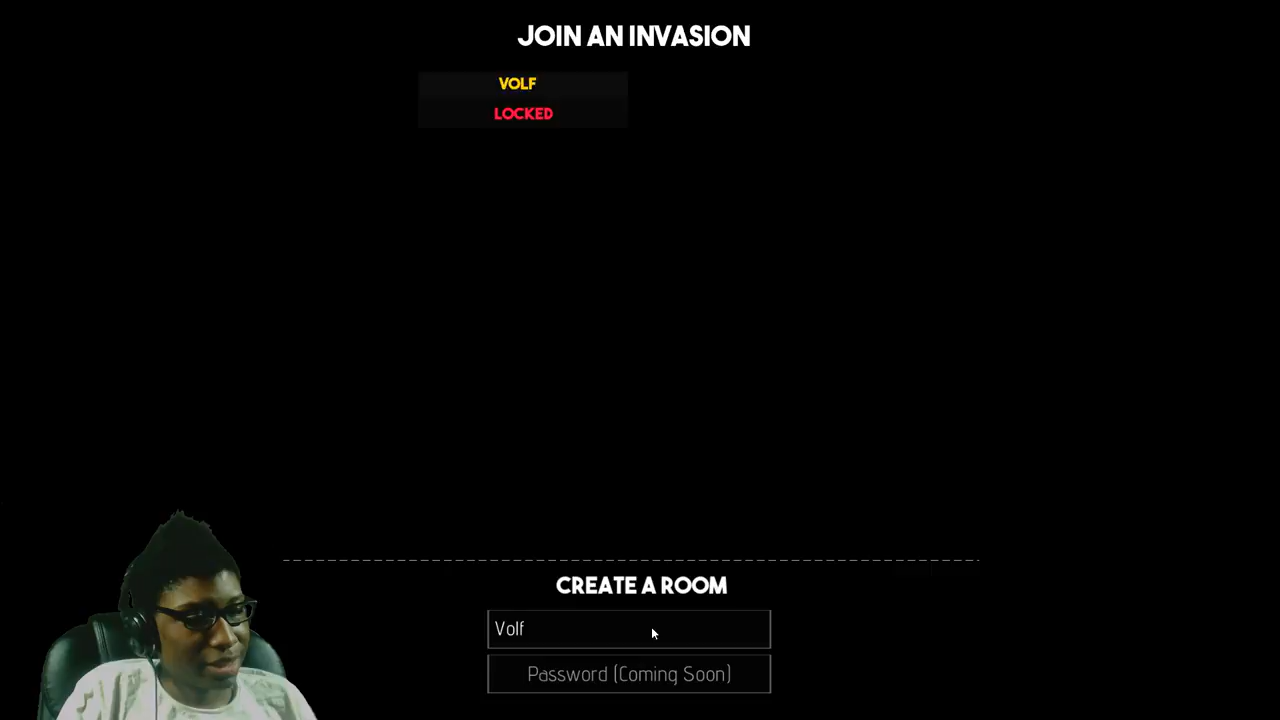 JOIN AN INVASION
VOLF
LOCKED
CREATE A ROOM
Volf
Password (Coming Soon)